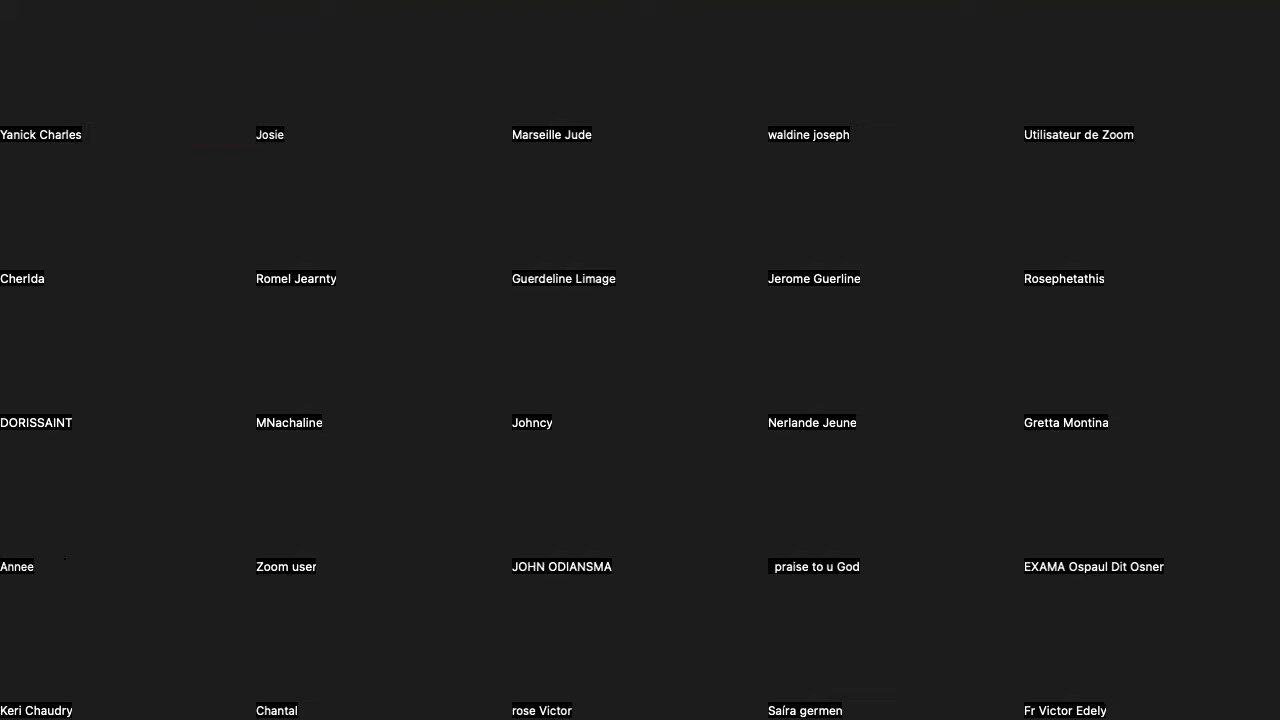 Yanick Charles
Josie
Marseille Jude
waldine joseph
Utilisateur de Zoom
Cherlda
Romel Jearnty
Guerdeline Limage
Jerome Guerline
Rosephetathis
DORISSAINT
MNachaline
Johncy
Nerlande Jeune
Gretta Montina
Annee
Zoom user
JOHN ODIANSMA
praise to u God
EXAMA Ospaul Dit Osner
Keri Chaudry
Chantal
rose Victor
Saíra germen
Fr Victor Edely